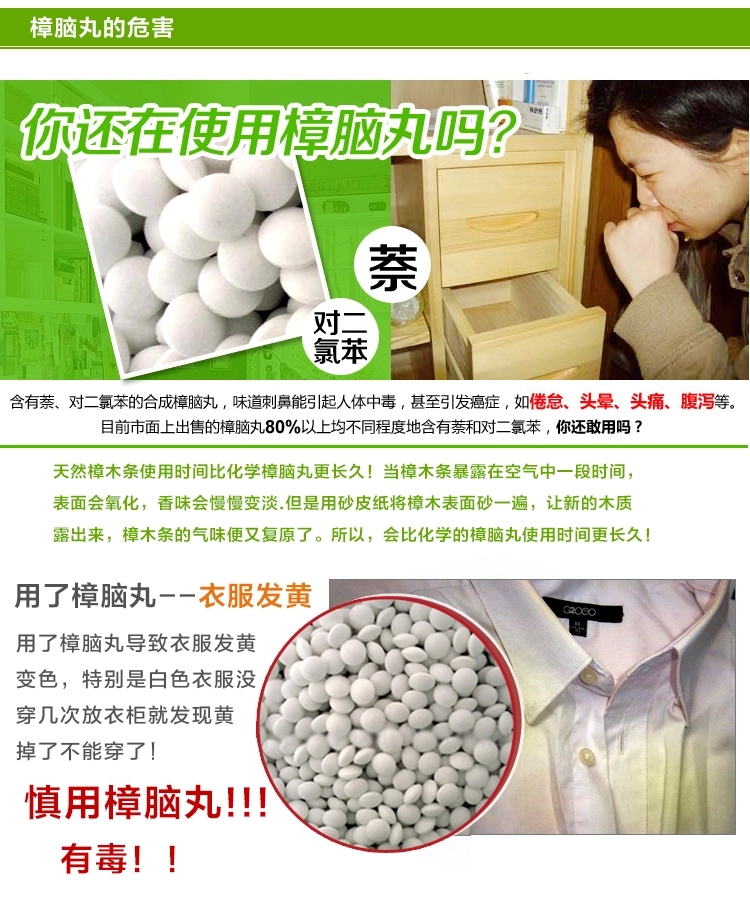 樟脑丸的危害
你还在使用樟脑丸吗?
萘
对二
氯苯
含有萘、对二氯苯的合成樟脑丸，味道刺鼻能引起人体中毒，甚至引发癌症，如倦怠、头晕、头痛、腹泻等。
目前市面上出售的樟脑丸80%以上均不同程度地含有萘和对二氯苯，你还敢用吗？
天然樟木条使用时间比化学樟脑丸更长久！当樟木条暴露在空气中一段时间，
表面会氧化，香味会慢慢变淡.但是用砂皮纸将樟木表面砂一遍，让新的木质
露出来，樟木条的气味便又复原了。所以，会比化学的樟脑丸使用时间更长久！
用了樟脑丸--衣服发黄
用了樟脑丸导致衣服发黄
变色，特别是白色衣服没
穿几次放衣柜就发现黄
掉了不能穿了！
慎用樟脑丸!!!
有毒！！
G2000